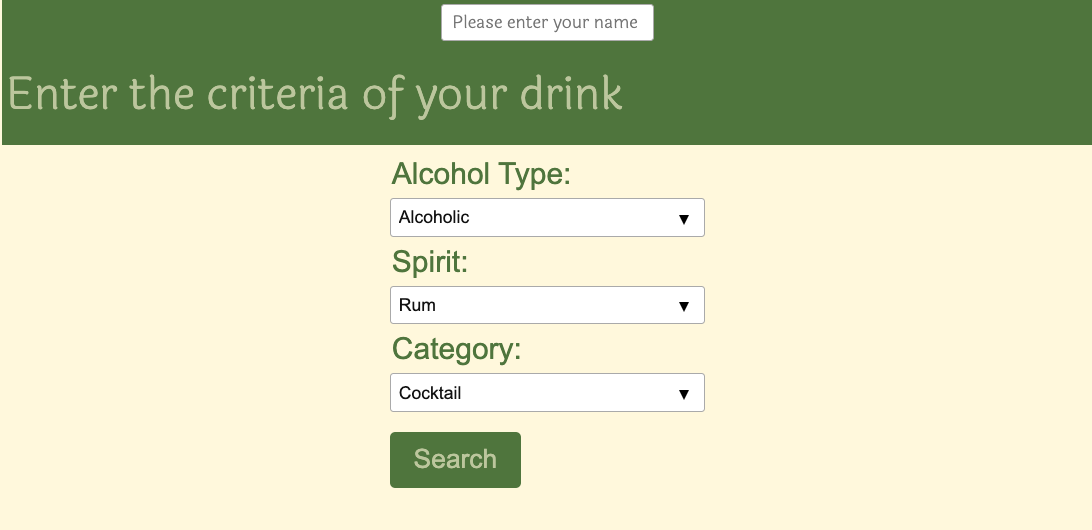 Please enter your name
Enter the criteria of your drink
Alcohol Type:
Alcoholic
Spirit:
Rum
Category:
Cocktail
Search